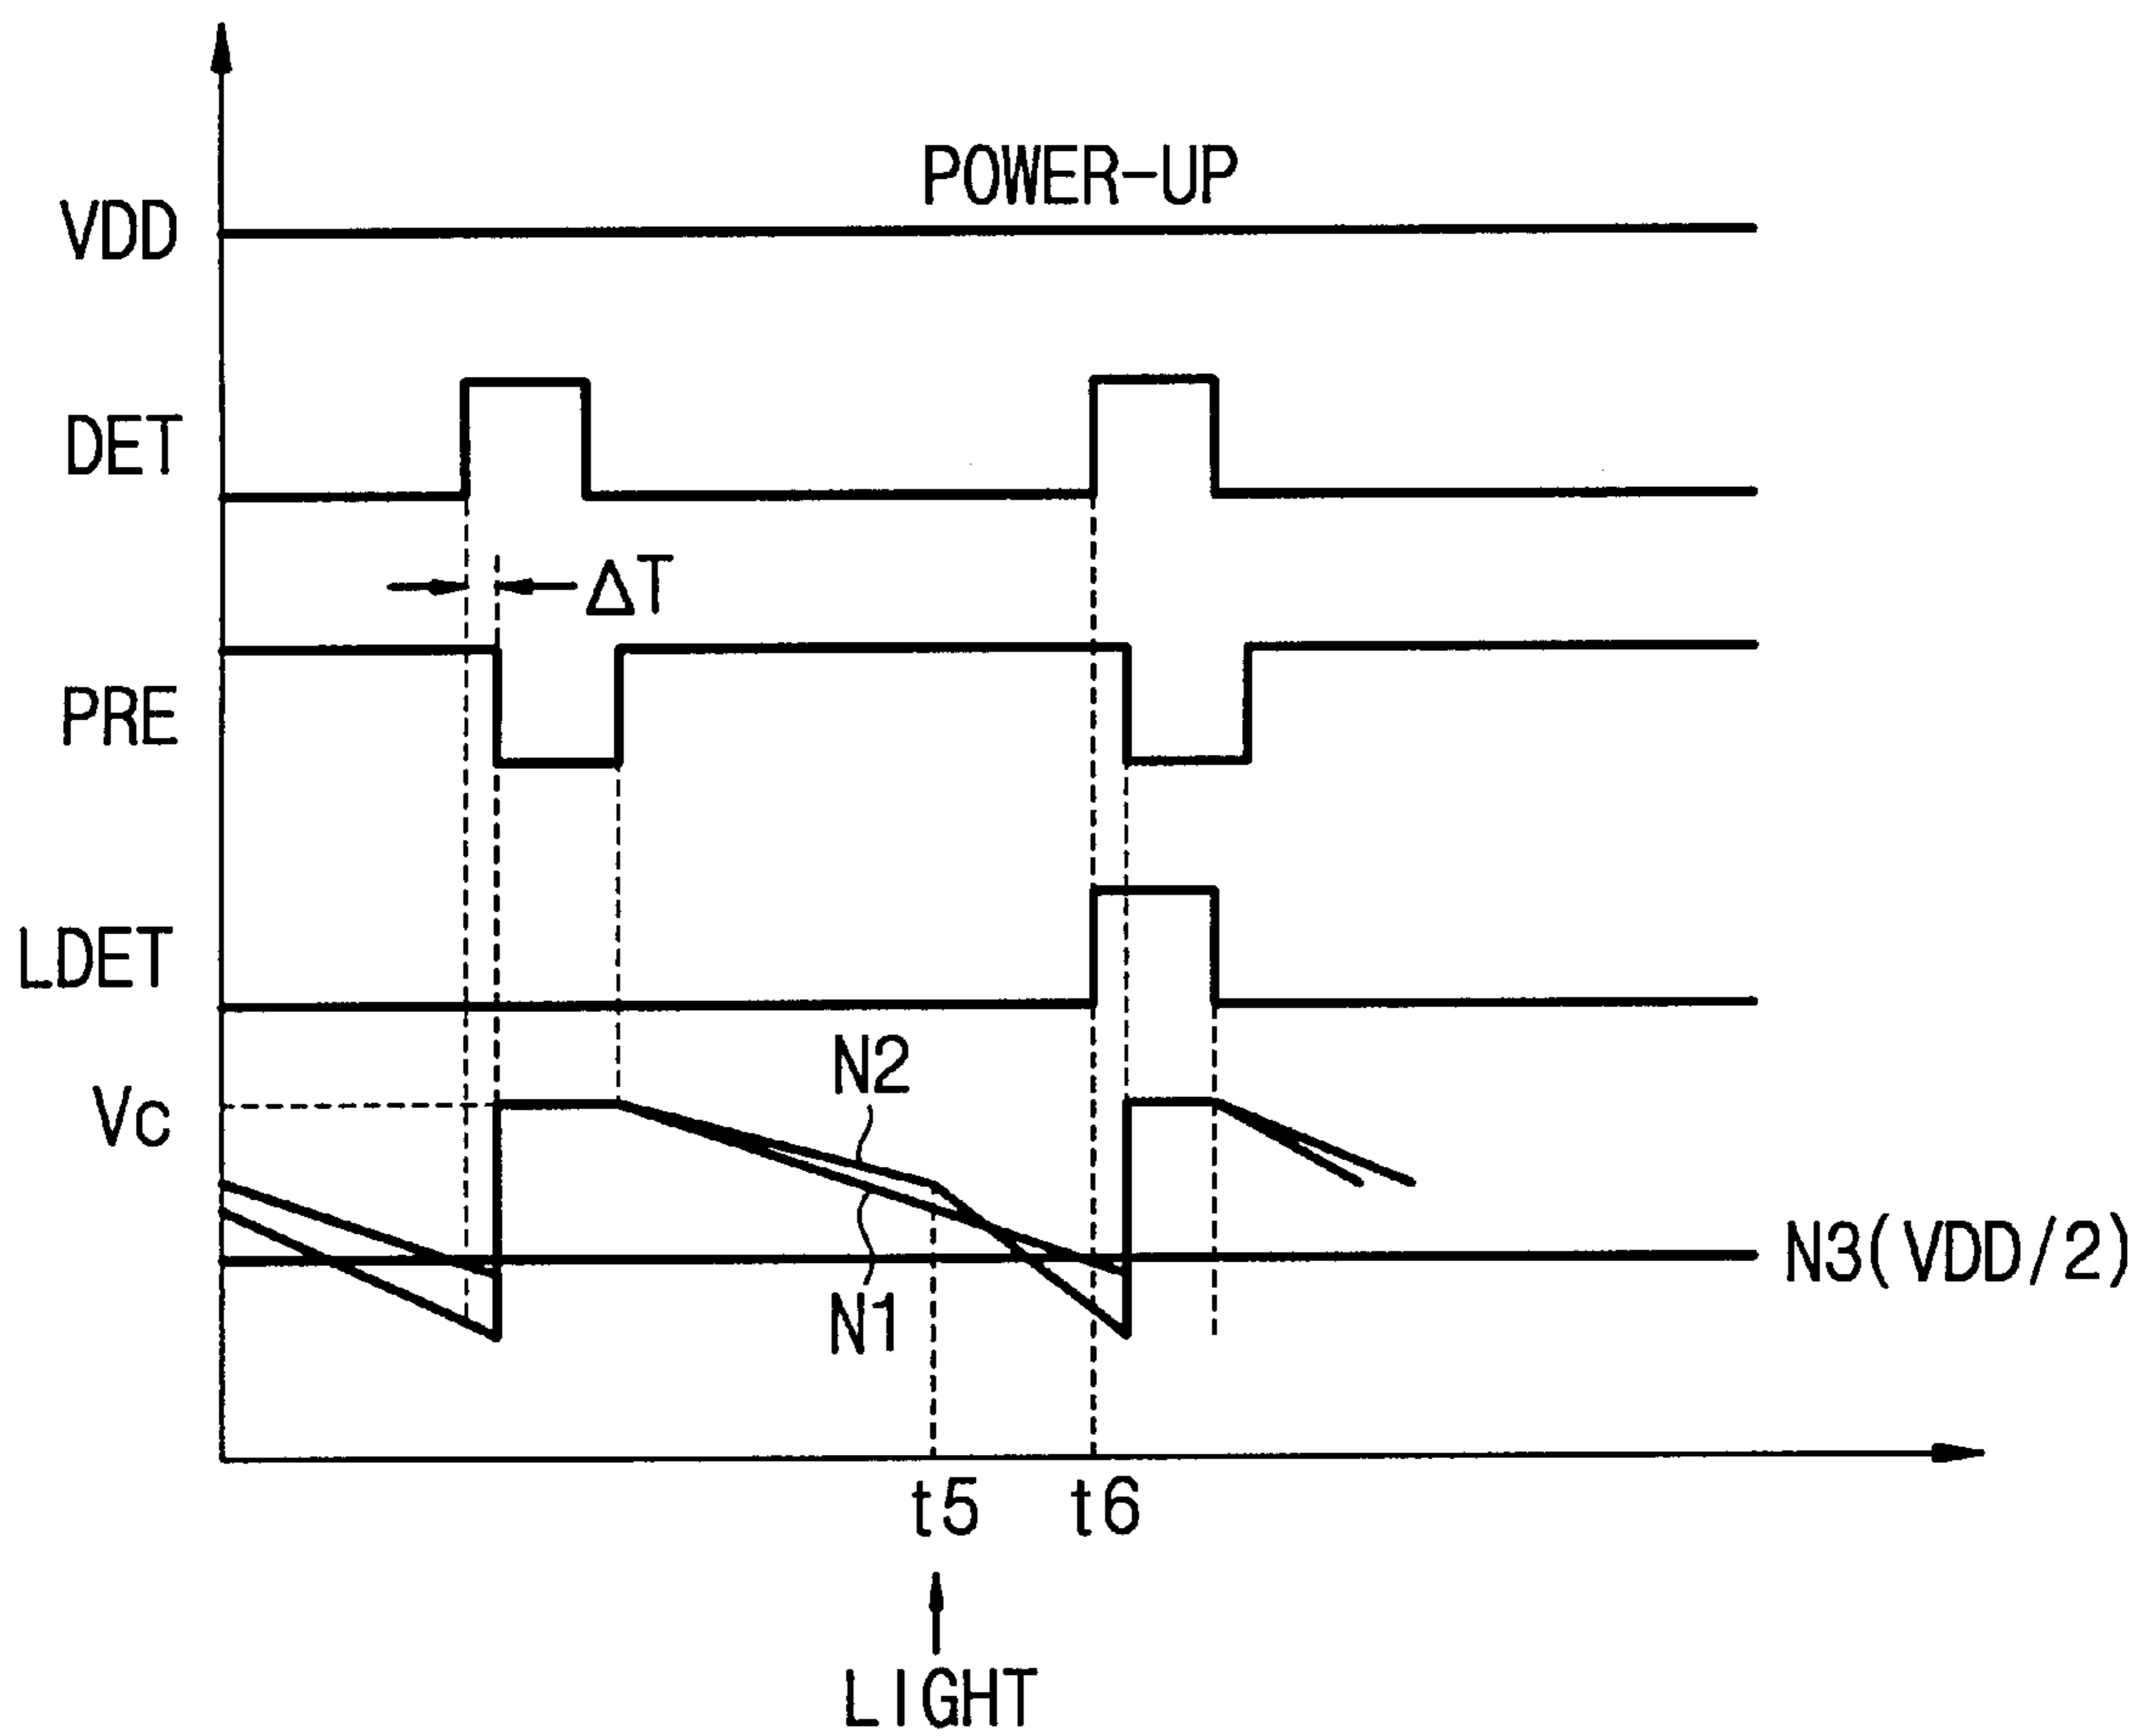 POWER-UP
VDD
DET
ΔT
PRE
LDET
N2
Vc
N3(VDD/2)
N1
t5 t6
LIGHT